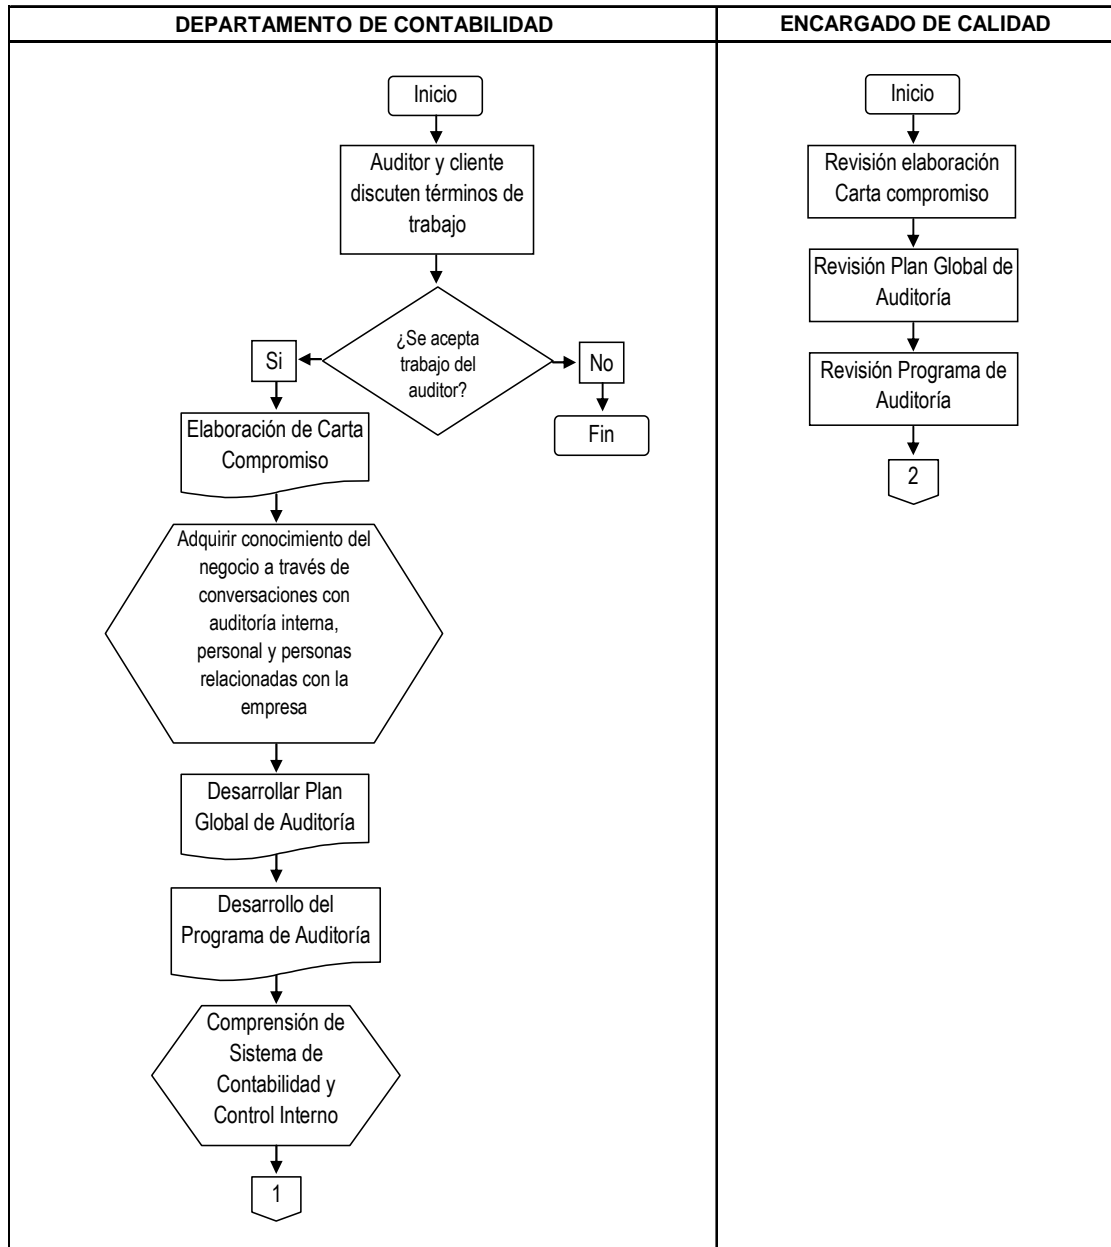 DEPARTAMENTO DE CONTABILIDAD
Inicio
Auditor y cliente
discuten términos de
trabajo
¿Se acepta
trabajo del
auditor?
Si
No
Fin
Elaboración de Carta
Compromiso
Adquirir conocimiento del
negocio a través de
conversaciones con
auditoría interna,
personal y personas
relacionadas con la
empresa
Desarrollar Plan
Global de Auditoría
Desarrollo del
Programa de Auditoría
Comprensión de
Sistema de
Contabilidad y
Control Interno
1
ENCARGADO DE CALIDAD
Inicio
Revisión elaboración
Carta compromiso
Revisión Plan Global de
Auditoría
Revisión Programa de
Auditoría
2